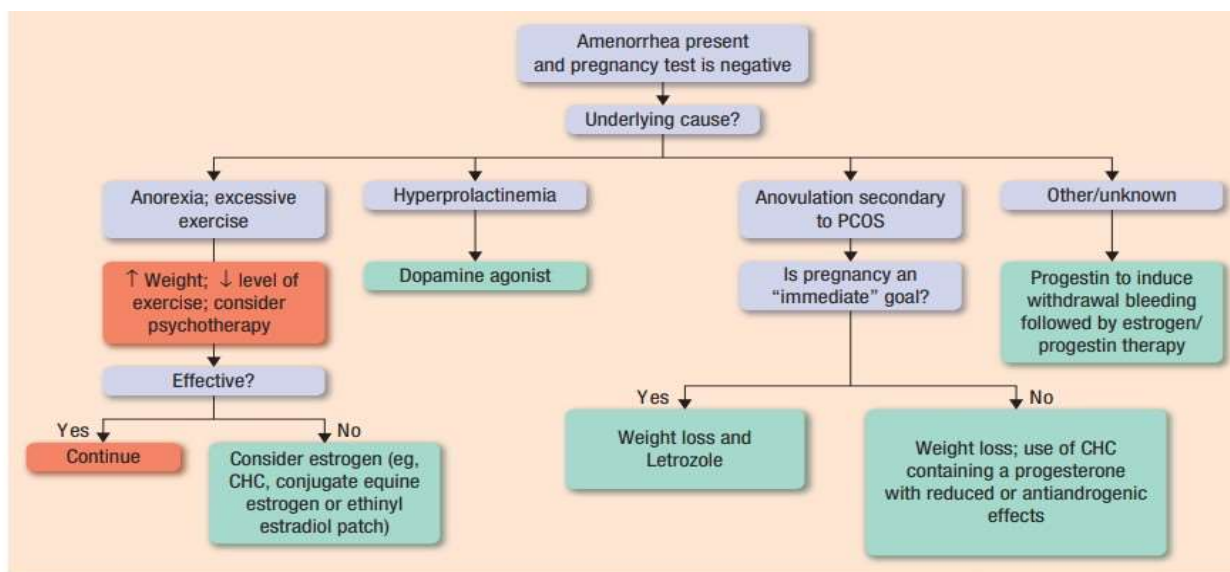 Amenorrhea present
and pregnancy test is negative
Underlying cause?
Anorexia; excessive
exercise
Hyperprolactinemia
Anovulation secondary
to PCOS
Other/unknown
↑ Weight; ↓ level of
exercise; consider
psychotherapy
Dopamine agonist
Is pregnancy an
“immediate” goal?
Progestin to induce
withdrawal bleeding
followed by estrogen/
progestin therapy
Effective?
Yes
No
Yes
No
Continue
Consider estrogen (eg,
CHC, conjugate equine
estrogen or ethinyl
estradiol patch)
Weight loss and
Letrozole
Weight loss; use of CHC
containing a progesterone
with reduced or antiandrogenic
effects